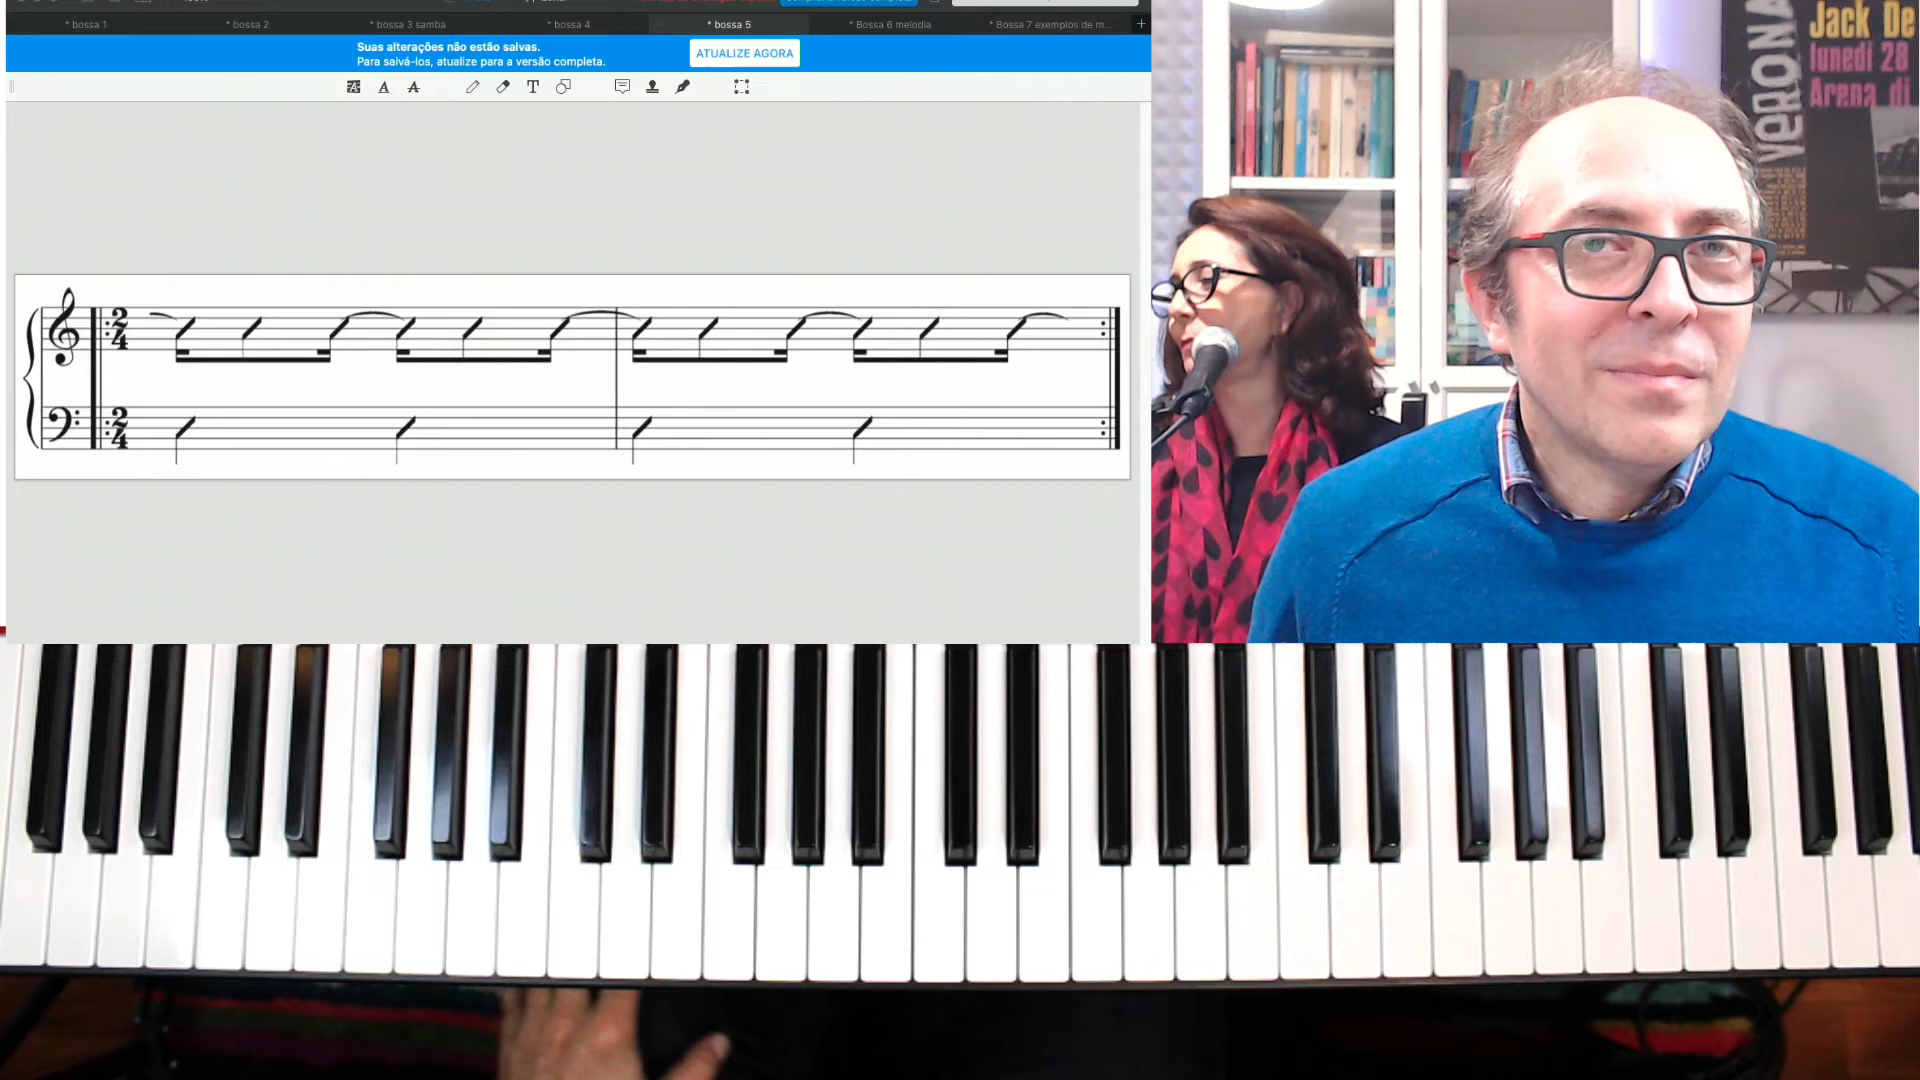 * bossa 1
* bossa 2
* bossa 3 samba
* bossa 4
* bossa 5
* Bossa 6 melodia
* Bossa 7 exemplos de m...
Suas alterações não estão salvas.
Para salvá-los, atualize para a versão completa.
ATUALIZE AGORA
A
A
A
T
2
4
2
4
VERONA
Jack De
lunedì 28
Arena di